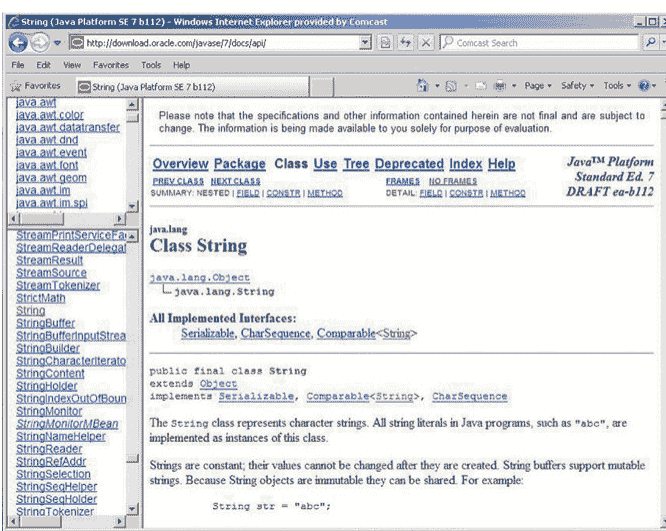 String (Java Platform SE 7 b112) - Windows Internet Explorer provided by Comcast
http://download.oracle.com/javase/7/docs/api/
Comcast Search
File Edit View Favorites Tools Help
Favorites
String (Java Platform SE 7 b112)
Page Safety Tools
java.awt
java.awt.color
java.awt.datatransfer
java.awt.dnd
java.awt.event
java.awt.font
java.awt.geom
java.awt.im
java.awt.im.spi
StreamPrintServiceFa
StreamReaderDelegat
StreamResult
StreamSource
StreamTokenizer
StrictMath
String
StringBuffer
StringBufferInputStrea
StringBuilder
StringCharacterIterato
StringContent
StringHolder
StringIndexOutOfBoun
StringMonitor
StringMonitorMBean
StringNameHelper
StringReader
StringRefAddr
StringSelection
StringSeqHelper
StringSeqHolder
StringTokenizer
Please note that the specifications and other information contained herein are not final and are subject to
change. The information is being made available to you solely for purpose of evaluation.
Overview Package Class Use Tree Deprecated Index Help
Java™ Platform
Standard Ed. 7
DRAFT ea-b112
PREV CLASS NEXT CLASS
FRAMES NO FRAMES
SUMMARY: NESTED | FIELD | CONSTR | METHOD
DETAIL: FIELD | CONSTR | METHOD
java.lang
Class String
java.lang.Object
java.lang.String
All Implemented Interfaces:
Serializable, CharSequence, Comparable<String>
public final class String
extends Object
implements Serializable, Comparable<String>, CharSequence
The String class represents character strings. All string literals in Java programs, such as "abc", are
implemented as instances of this class.
Strings are constant; their values cannot be changed after they are created. String buffers support mutable
strings. Because String objects are immutable they can be shared. For example:
String str = "abc";